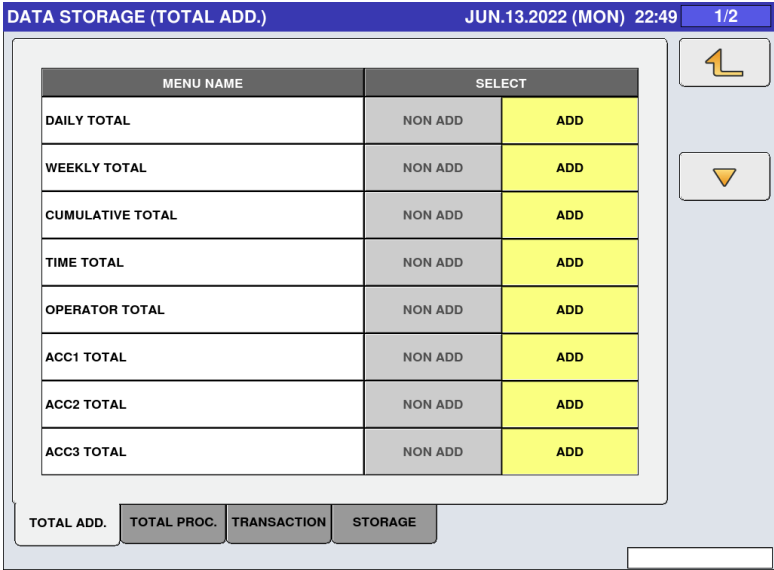 DATA STORAGE (TOTAL ADD.) JUN.13.2022 (MON) 22:49 1/2
MENU NAME SELECT
DAILY TOTAL NON ADD ADD
WEEKLY TOTAL NON ADD ADD
CUMULATIVE TOTAL NON ADD ADD
TIME TOTAL NON ADD ADD
OPERATOR TOTAL NON ADD ADD
ACC1 TOTAL NON ADD ADD
ACC2 TOTAL NON ADD ADD
ACC3 TOTAL NON ADD ADD
TOTAL ADD. TOTAL PROC. TRANSACTION STORAGE